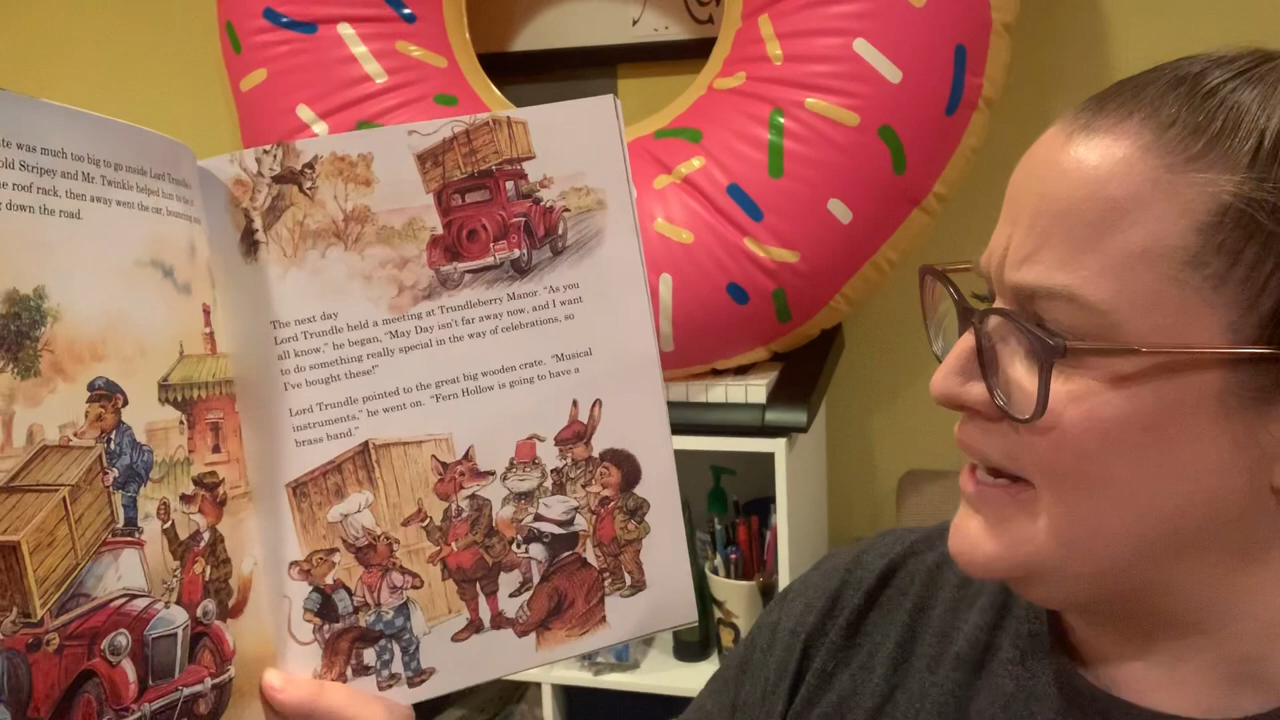 te was much too big to go inside Lord Trundle's
old Stripey and Mr. Twinkle helped him to tie it
e roof rack, then away went the car, bouncing
down the road.
The next day
Lord Trundle held a meeting at Trundleberry Manor. "As you
all know," he began, "May Day isn't far away now, and I want
to do something really special in the way of celebrations, so
I've bought these!"
Lord Trundle pointed to the great big wooden crate. "Musical
instruments," he went on. "Fern Hollow is going to have a
brass band."